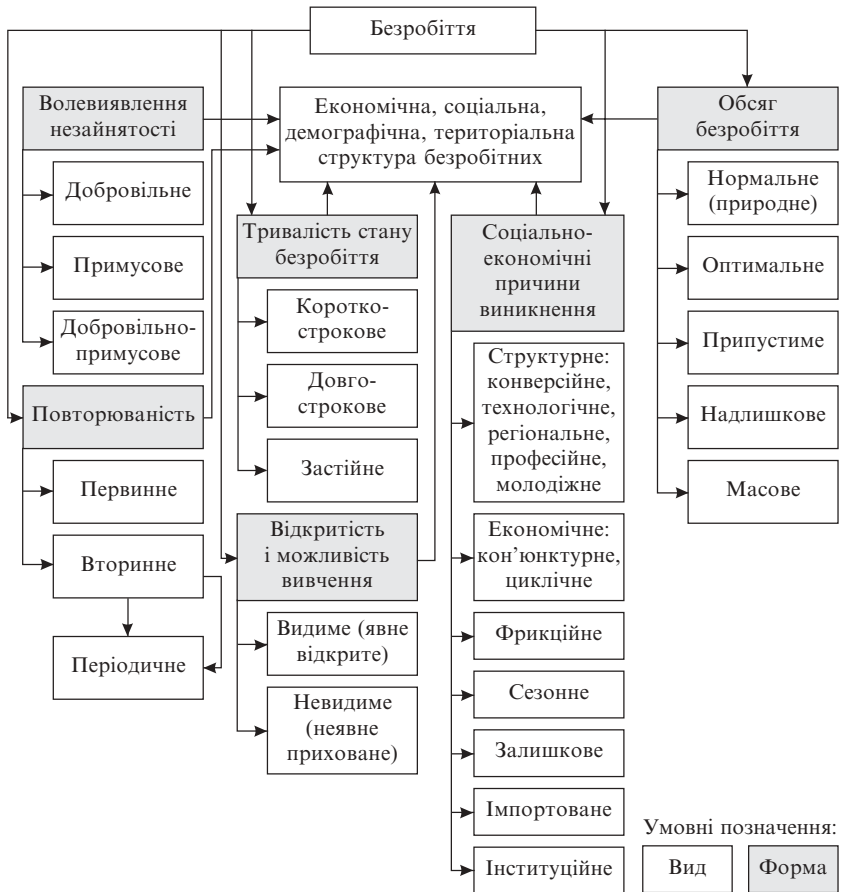 Безробіття
Волевиявлення
незайнятості
Добровільне
Примусове
Добровільно-
примусове
Повторюваність
Первинне
Вторинне
Періодичне
Економічна, соціальна,
демографічна, територіальна
структура безробітних
Тривалість стану
безробіття
Коротко-
строкове
Довго-
строкове
Застійне
Відкритість
і можливість
вивчення
Видиме (явне
відкрите)
Невидиме
(неявне
приховане)
Соціально-
економічні
причини
виникнення
Структурне:
конверсійне,
технологічне,
регіональне,
професійне,
молодіжне
Економічне:
кон’юнктурне,
циклічне
Фрикційне
Сезонне
Залишкове
Імпортоване
Інституційне
Обсяг
безробіття
Нормальне
(природне)
Оптимальне
Припустиме
Надлишкове
Масове
Умовні позначення:
Вид
Форма